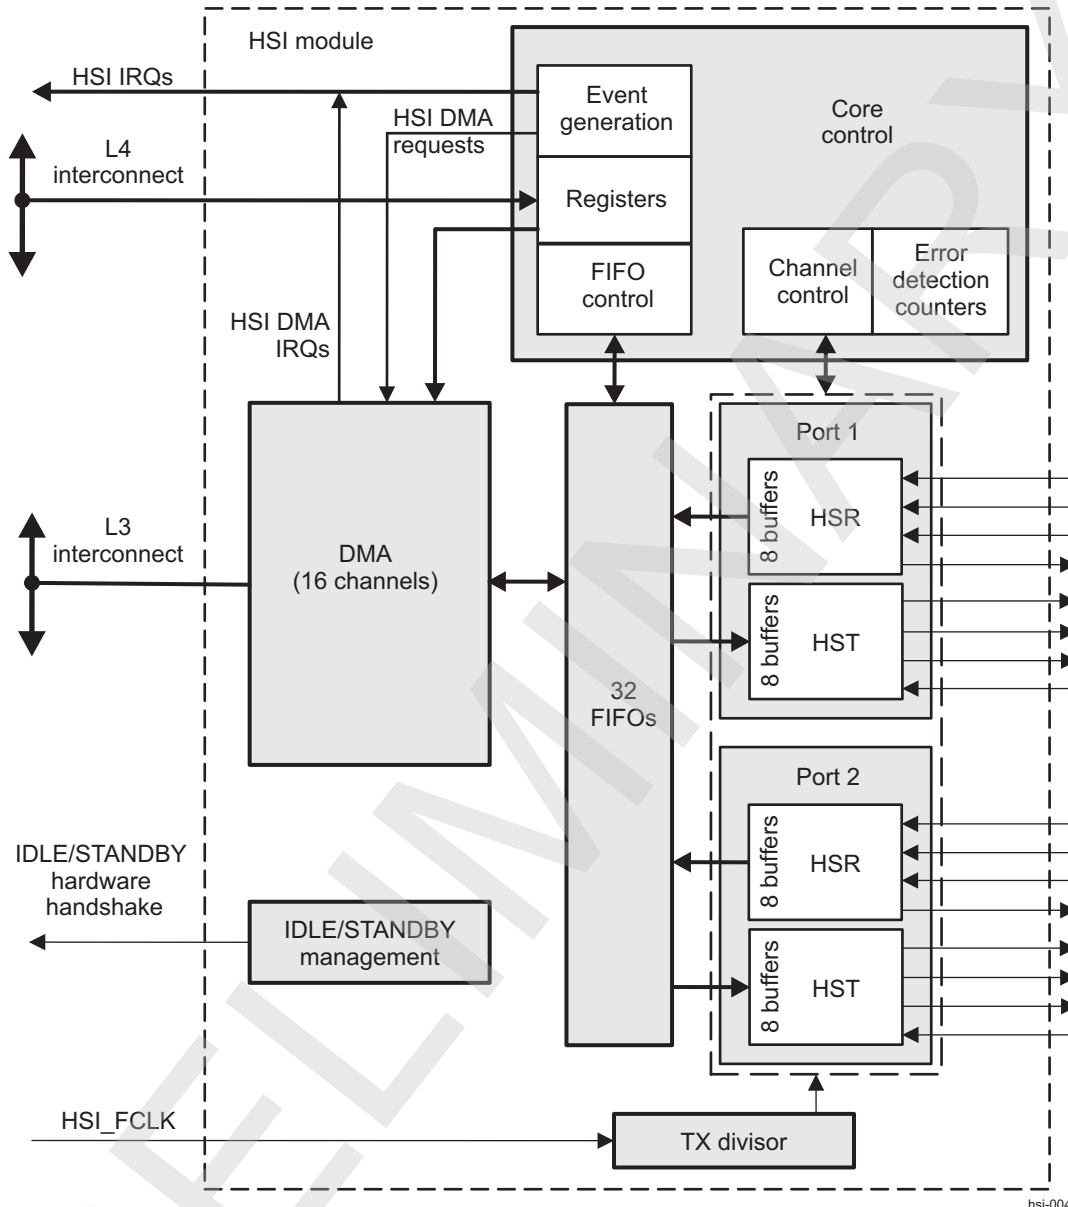 HSI module
HSI IRQs
Event
generation
HSI DMA
requests
Core
control
L4
interconnect
Registers
FIFO
control
Channel
control
Error
detection
counters
HSI DMA
IRQs
Port 1
8 buffers
HSR
8 buffers
HST
L3
interconnect
DMA
(16 channels)
32
FIFOs
Port 2
8 buffers
HSR
8 buffers
HST
IDLE/STANDBY
hardware
handshake
IDLE/STANDBY
management
HSI_FCLK
TX divisor
hsi-004
ELIMINARY